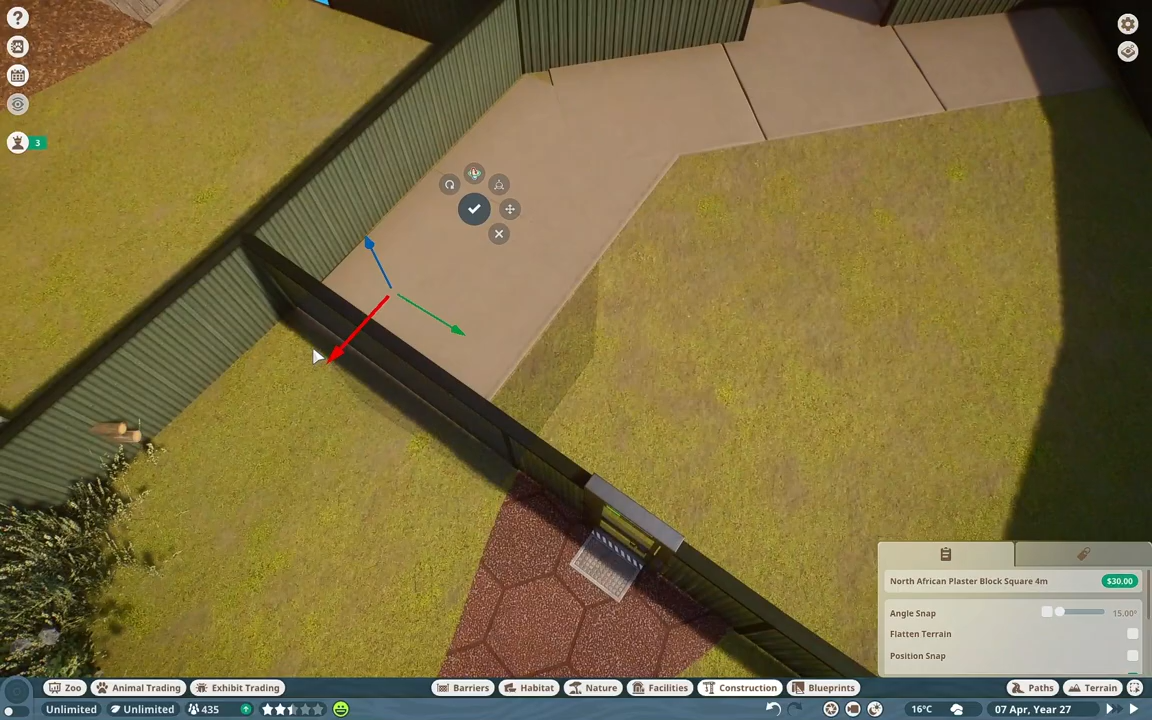 ?
3
North African Plaster Block Square 4m
$30.00
Angle Snap
15.00°
Flatten Terrain
Position Snap
Zoo
Animal Trading
Exhibit Trading
Barriers
Habitat
Nature
Facilities
Construction
Blueprints
Paths
Terrain
Unlimited
Unlimited
435
16°C
07 Apr, Year 27